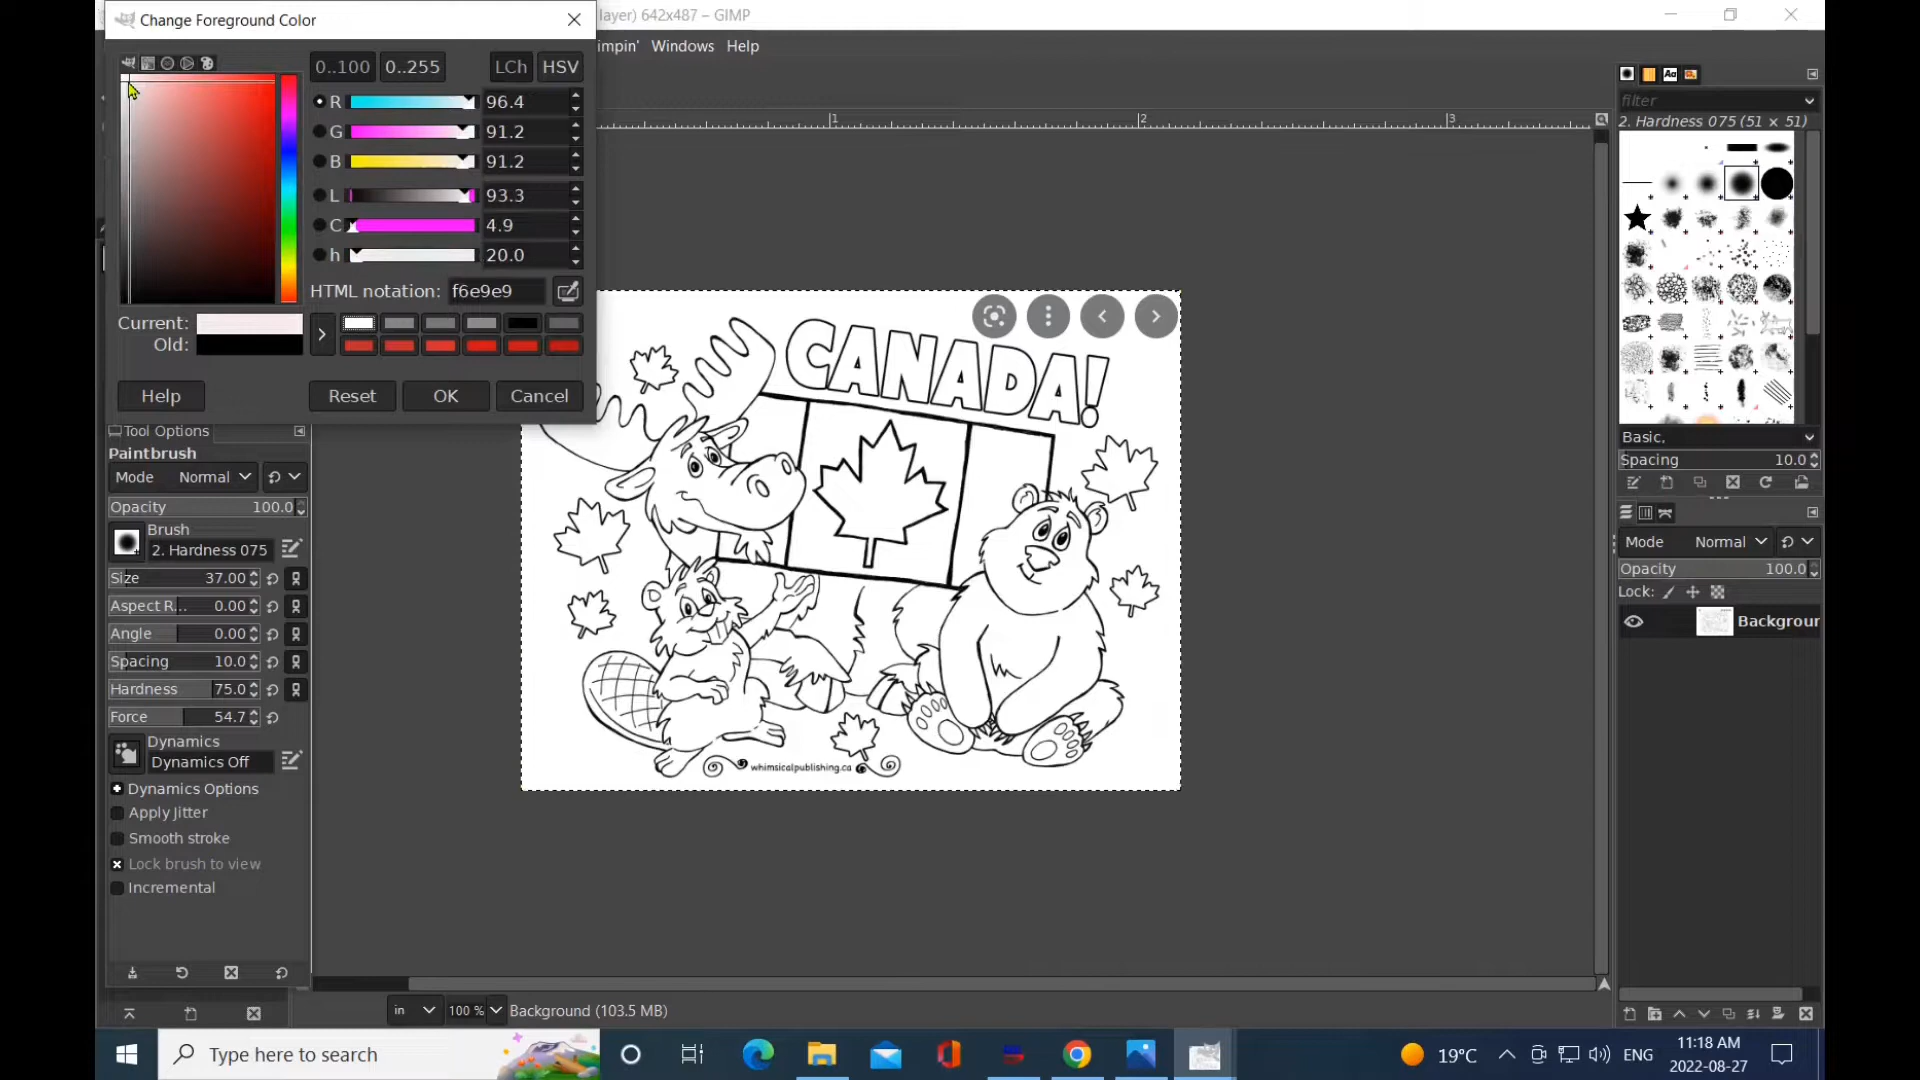 Change Foreground Color
layer) 642x487 – GIMP
impin' Windows Help
0..100 0..255 LCh HSV
R 96.4
G 91.2
B 91.2
L 93.3
C 4.9
h 20.0
HTML notation: f6e9e9
Current:
Old:
Help Reset OK Cancel
Tool Options
Paintbrush
Mode Normal
Opacity 100.0
Brush
2. Hardness 075
Size 37.00
Aspect R... 0.00
Angle 0.00
Spacing 10.0
Hardness 75.0
Force 54.7
Dynamics
Dynamics Off
Dynamics Options
Apply Jitter
Smooth stroke
Lock brush to view
Incremental
1 2 3
CANADA!
whimsicalpublishing.ca
in 100 % Background (103.5 MB)
Aa
filter
2. Hardness 075 (51 × 51)
Basic,
Spacing 10.0
Mode Normal
Opacity 100.0
Lock:
Backgroun
Type here to search
19°C ENG 11:18 AM
2022-08-27